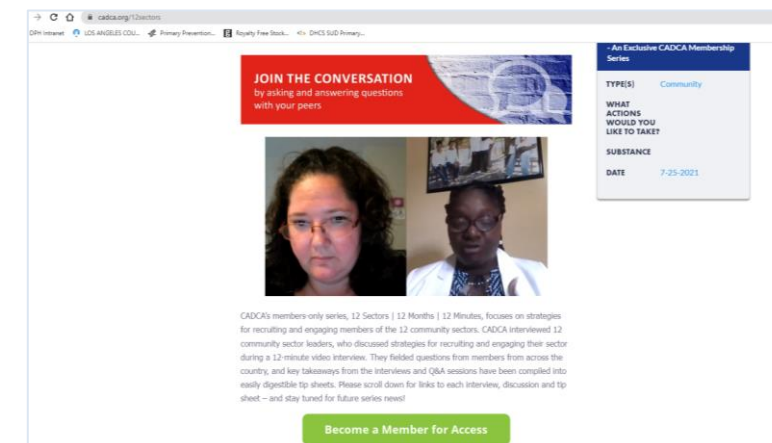 cadca.org/12sectors
DPH Intranet LOS ANGELES COU... Primary Prevention... Royalty Free Stock... DHCS SUD Primary...
JOIN THE CONVERSATION
by asking and answering questions
with your peers
- An Exclusive CADCA Membership
Series
TYPE(S) Community
WHAT
ACTIONS
WOULD YOU
LIKE TO TAKE?
SUBSTANCE
DATE 7-25-2021
CADCA's members-only series, 12 Sectors | 12 Months | 12 Minutes, focuses on strategies
for recruiting and engaging members of the 12 community sectors. CADCA interviewed 12
community sector leaders, who discussed strategies for recruiting and engaging their sector
during a 12-minute video interview. They fielded questions from members from across the
country, and key takeaways from the interviews and Q&A sessions have been compiled into
easily digestible tip sheets. Please scroll down for links to each interview, discussion and tip
sheet – and stay tuned for future series news!
Become a Member for Access